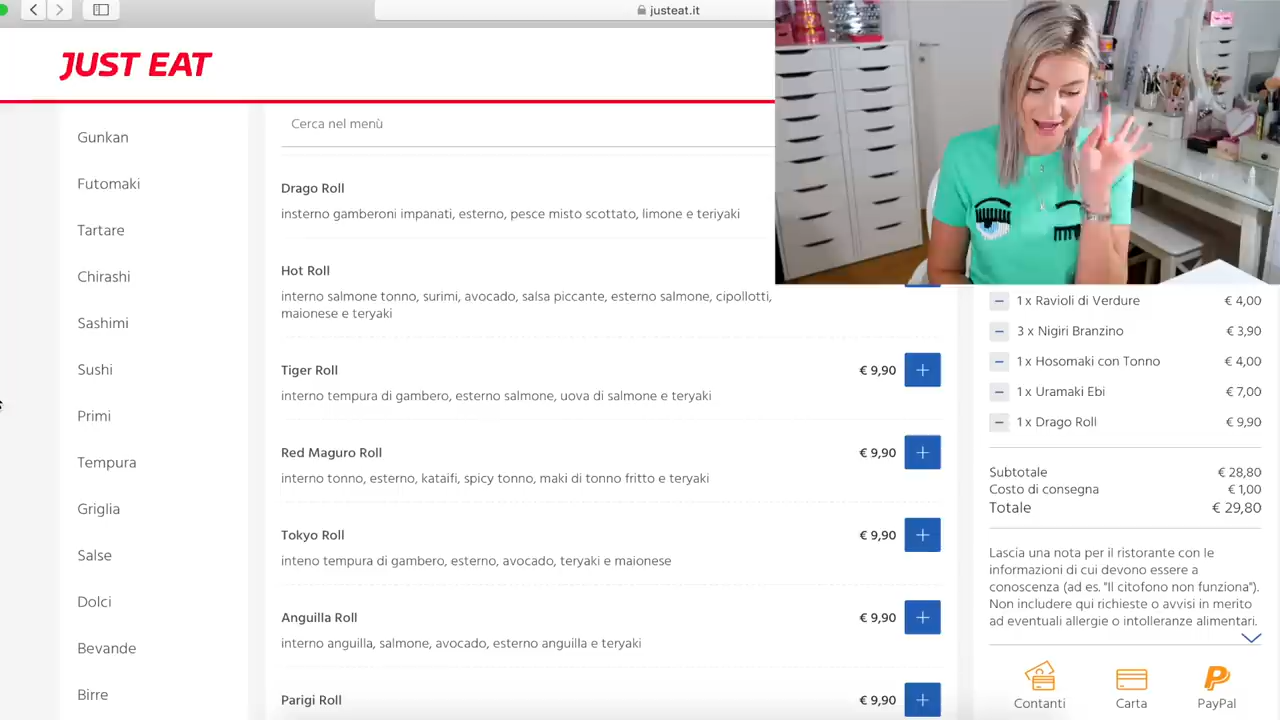 justeat.it
JUST EAT
Gunkan
Futomaki
Tartare
Chirashi
Sashimi
Sushi
Primi
Tempura
Griglia
Salse
Dolci
Bevande
Birre
Cerca nel menù
Drago Roll
insterno gamberoni impanati, esterno, pesce misto scottato, limone e teriyaki
Hot Roll
interno salmone tonno, surimi, avocado, salsa piccante, esterno salmone, cipollotti,
maionese e teryaki
Tiger Roll € 9,90
interno tempura di gambero, esterno salmone, uova di salmone e teryaki
Red Maguro Roll € 9,90
interno tonno, esterno, kataifi, spicy tonno, maki di tonno fritto e teryaki
Tokyo Roll € 9,90
inteno tempura di gambero, esterno, avocado, teryaki e maionese
Anguilla Roll € 9,90
interno anguilla, salmone, avocado, esterno anguilla e teryaki
Parigi Roll € 9,90
1 x Ravioli di Verdure € 4,00
3 x Nigiri Branzino € 3,90
1 x Hosomaki con Tonno € 4,00
1 x Uramaki Ebi € 7,00
1 x Drago Roll € 9,90
Subtotale € 28,80
Costo di consegna € 1,00
Totale € 29,80
Lascia una nota per il ristorante con le
informazioni di cui devono essere a
conoscenza (ad es. "Il citofono non funziona").
Non includere qui richieste o avvisi in merito
ad eventuali allergie o intolleranze alimentari.
Contanti Carta PayPal